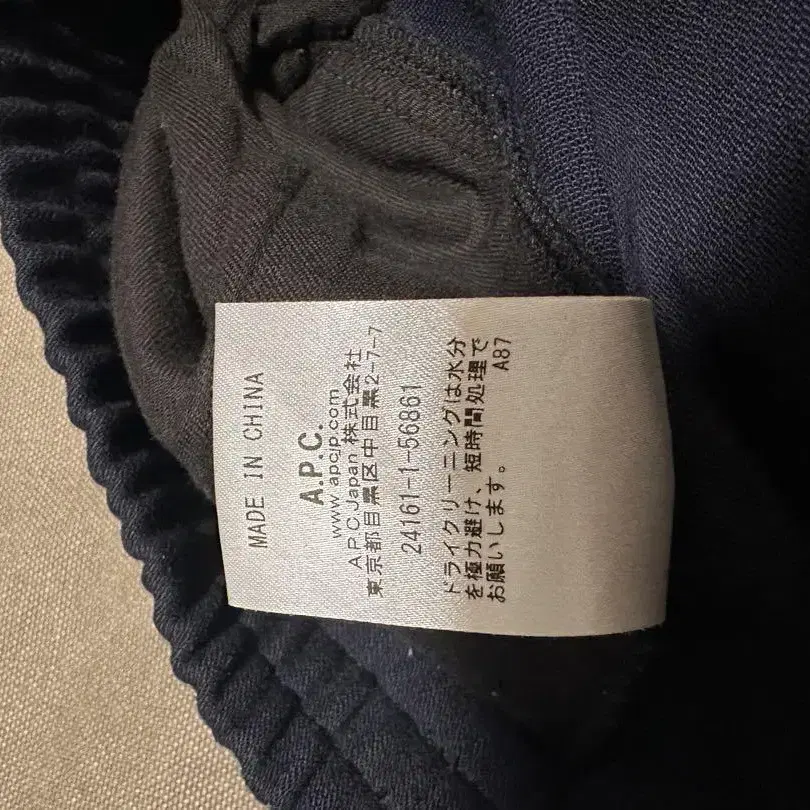 MADE IN CHINA
A.P.C.
www.apcjp.com
A.P.C.Japan 株式会社
東京都目黒区中目黒2-7-7
24161-1-56861
ドライクリーニングは水分
を極力避け、短時間処理で
お願いします。 A87